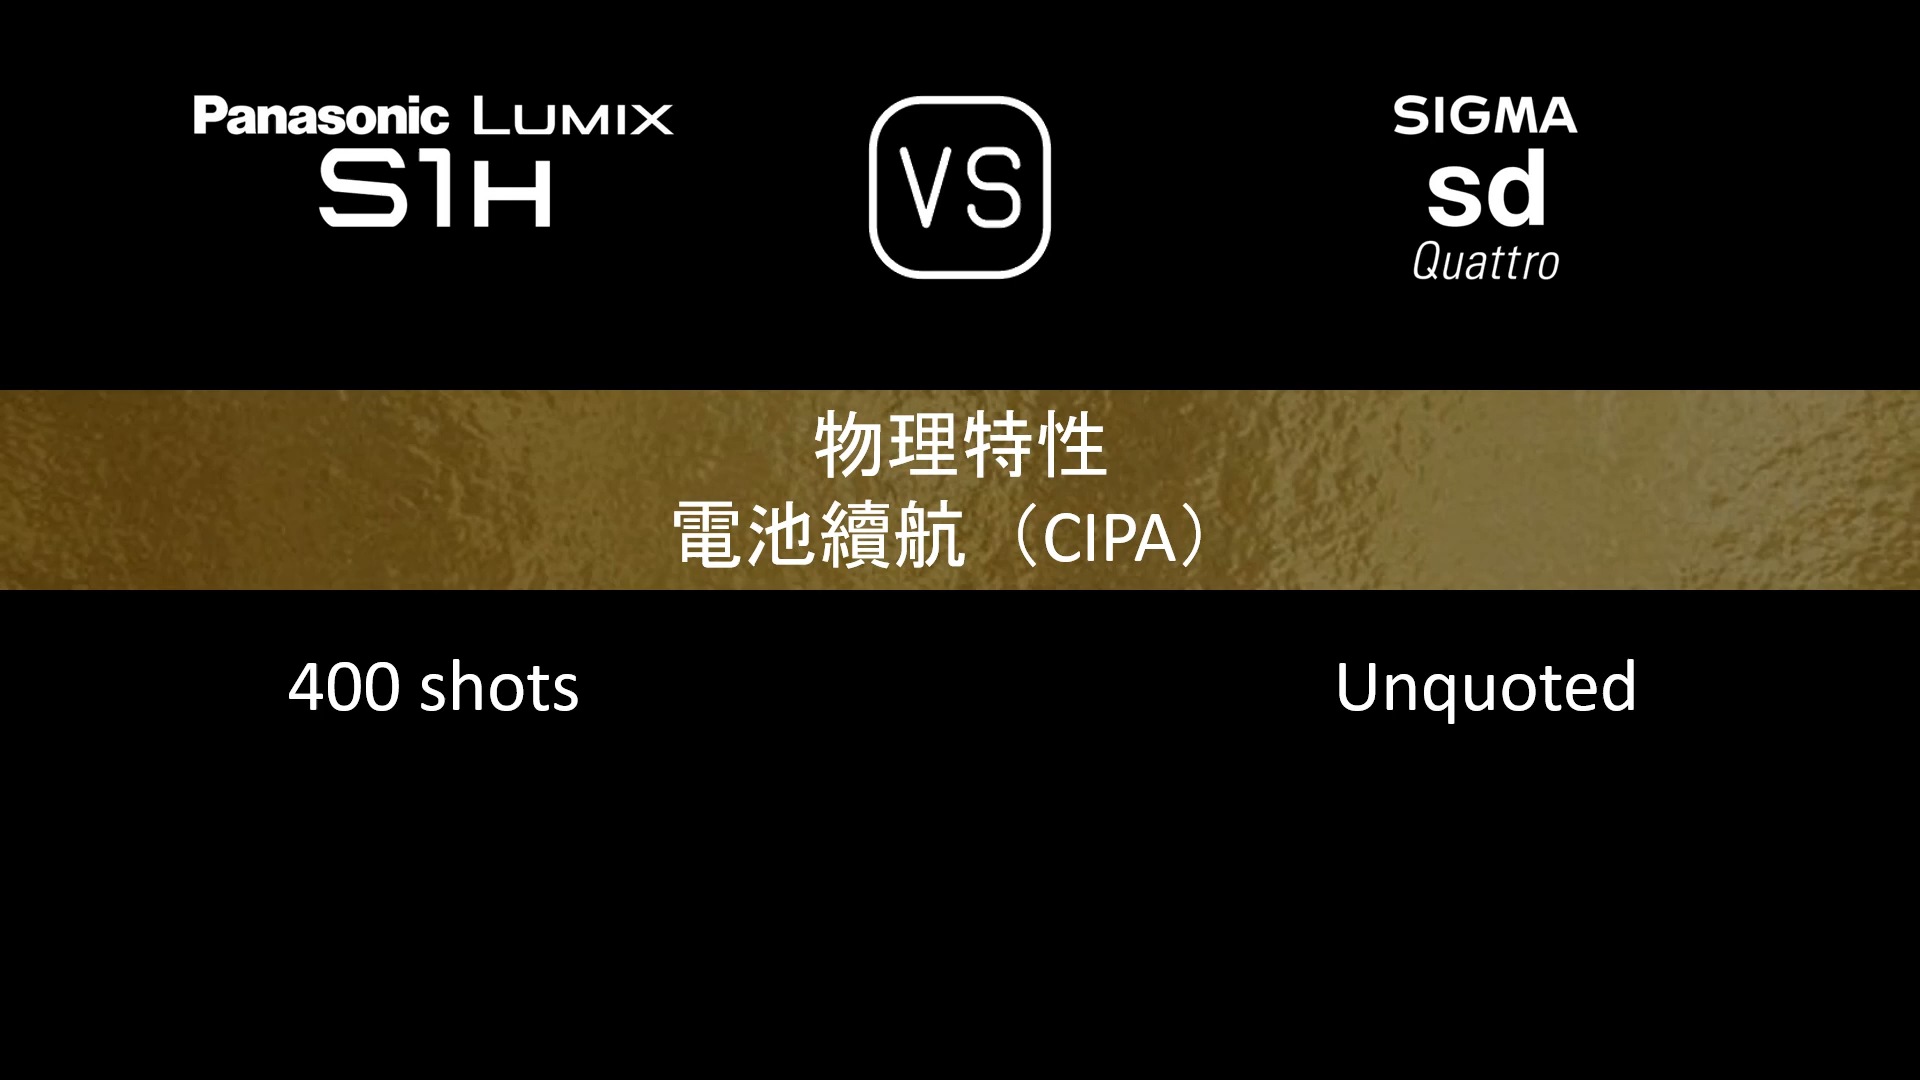 Panasonic LUMIX
S1H
VS
SIGMA
sd
Quattro
物理特性
電池續航（CIPA）
400 shots
Unquoted